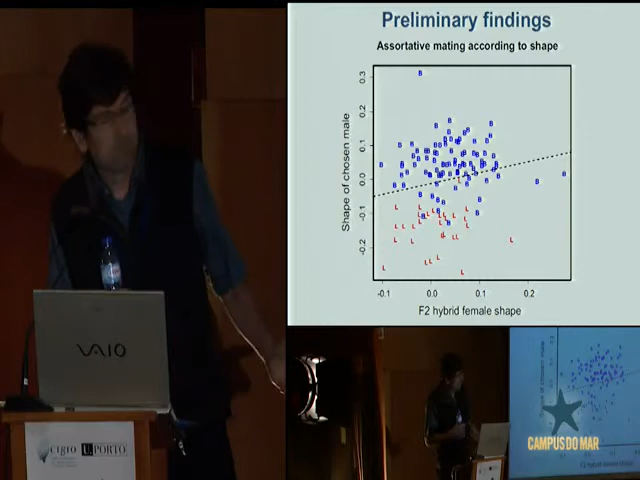 Preliminary findings
Assortative mating according to shape
Shape of chosen male
0.3
0.2
0.1
0.0
-0.1
-0.2
-0.1
0.0
0.1
0.2
F2 hybrid female shape
VAIO
CIBIO
U.PORTO
CAMPUS DO MAR